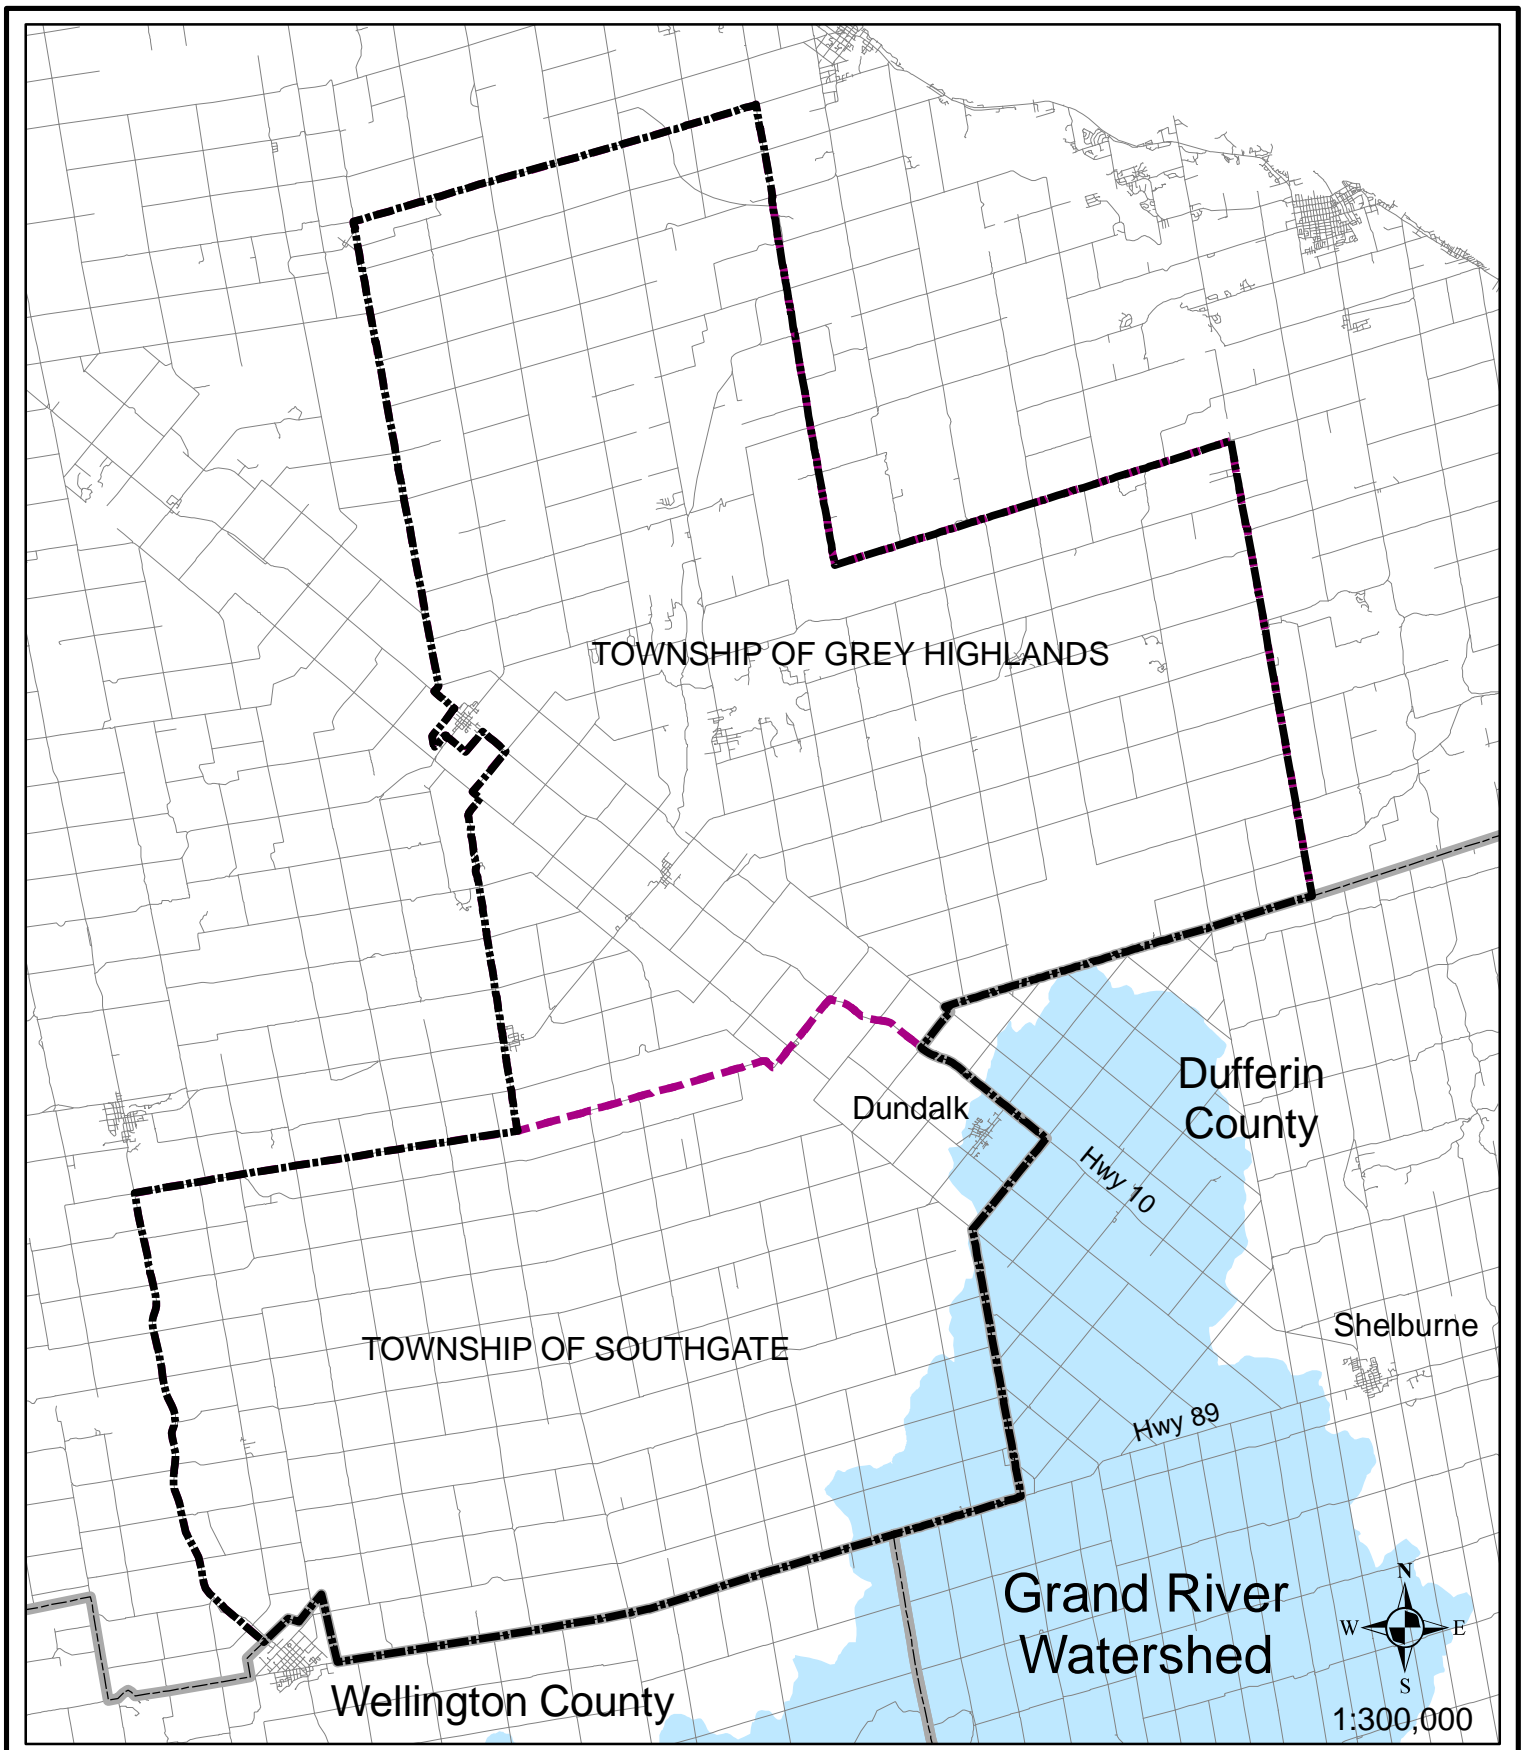 TOWNSHIP OF GREY HIGHLANDS
Dufferin
County
Dundalk
Hwy 10
Shelburne
TOWNSHIP OF SOUTHGATE
Hwy 89
Grand River
Watershed
N
W
E
S
Wellington County
1:300,000